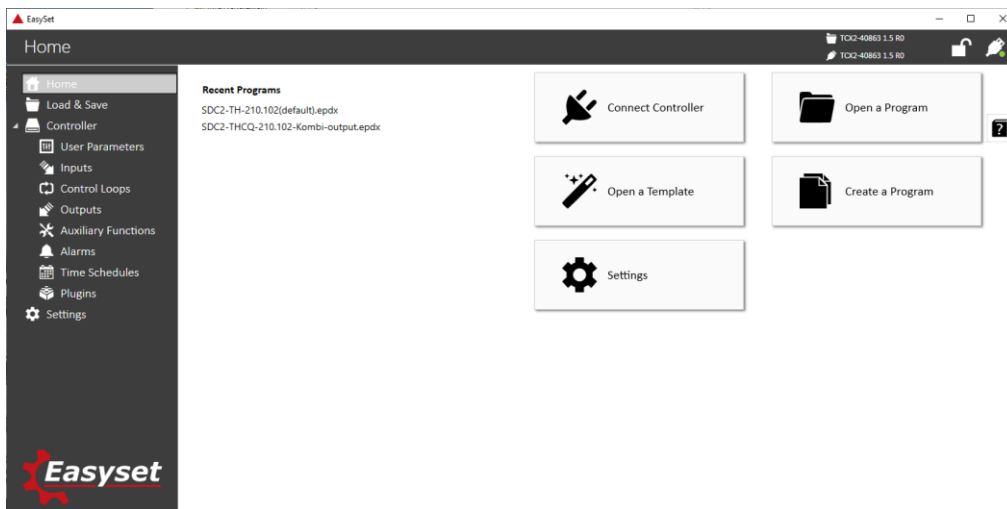 EasySet
Home
TCX2-40863 1.5 R0
TCX2-40863 1.5 R0
Home
Load & Save
Controller
User Parameters
Inputs
Control Loops
Outputs
Auxiliary Functions
Alarms
Time Schedules
Plugins
Settings
Easyset
Recent Programs
SDC2-TH-210.102(default).epdx
SDC2-THCQ-210.102-Kombi-output.epdx
Connect Controller
Open a Program
Open a Template
Create a Program
Settings
?